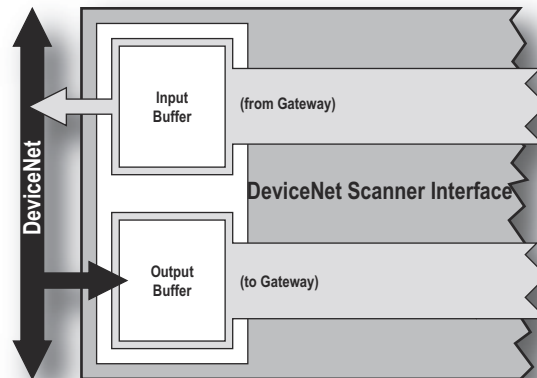 DeviceNet
Input
Buffer
(from Gateway)
DeviceNet Scanner Interface
Output
Buffer
(to Gateway)